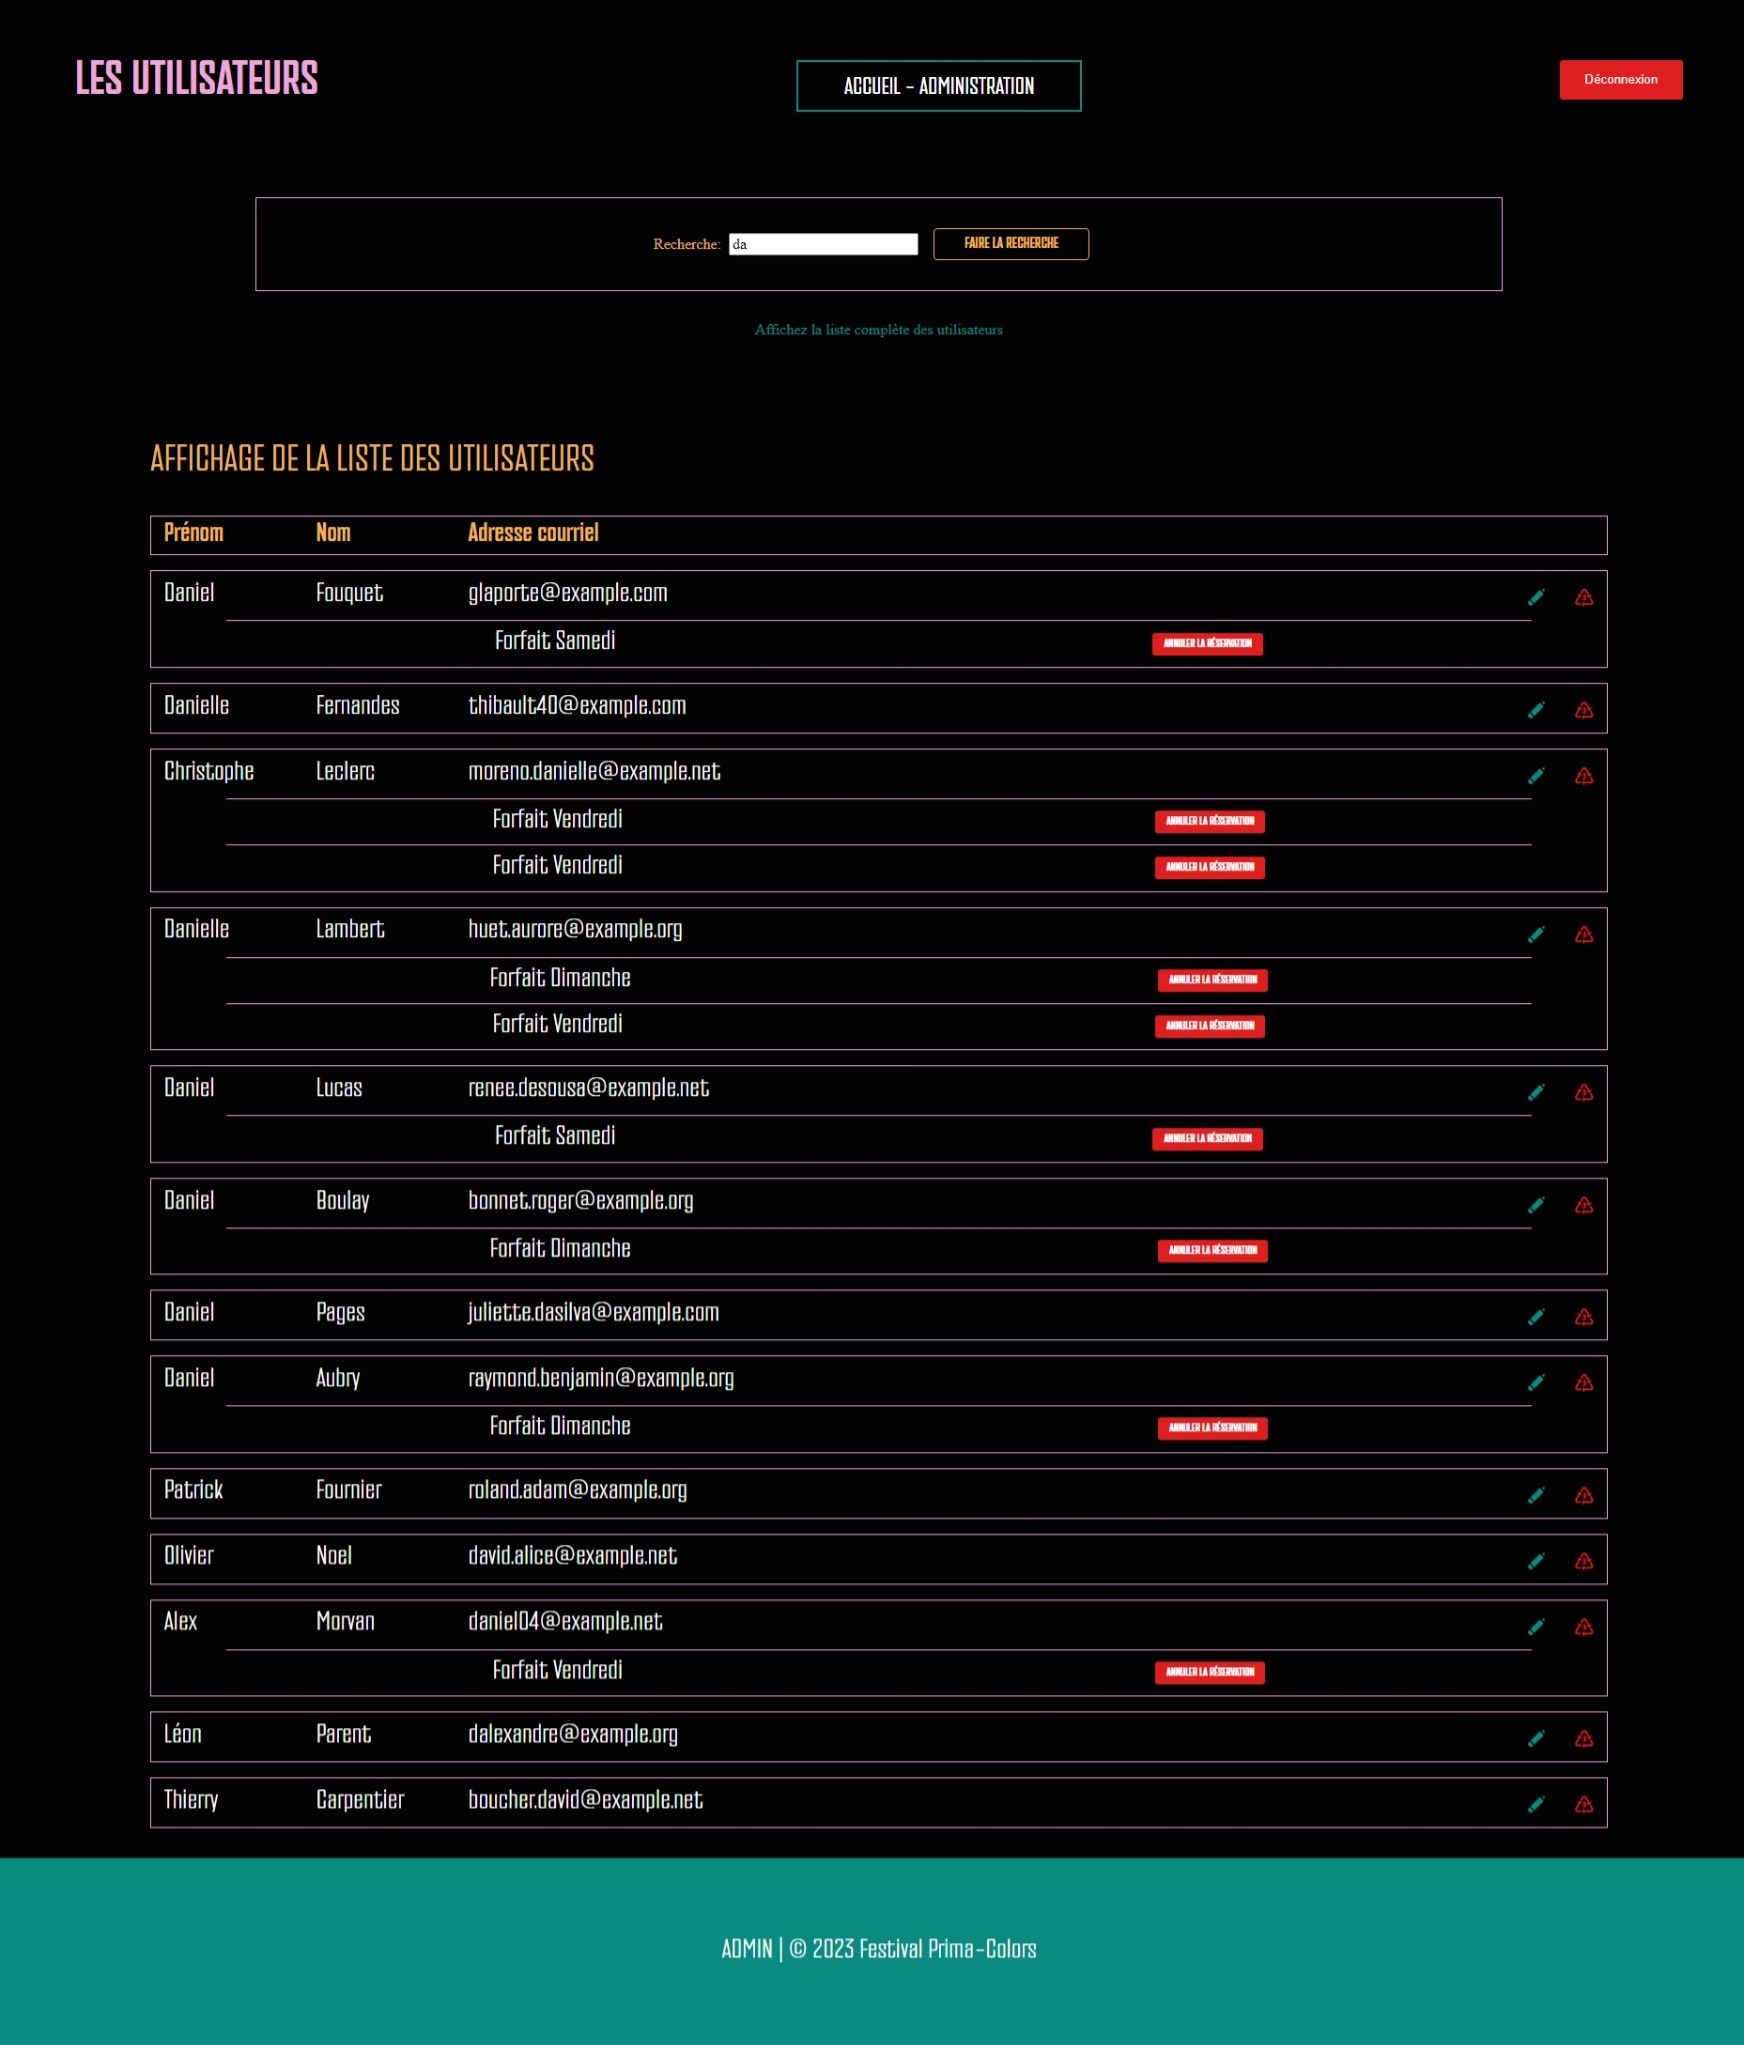 LES UTILISATEURS
ACCUEIL - ADMINISTRATION
Déconnexion
Recherche: da FAIRE LA RECHERCHE
Affichez la liste complète des utilisateurs
AFFICHAGE DE LA LISTE DES UTILISATEURS
Prénom Nom Adresse courriel
Daniel Fouquet glaporte@example.com
Forfait Samedi ANNULER LA RÉSERVATION
Danielle Fernandes thibault40@example.com
Christophe Leclerc moreno.danielle@example.net
Forfait Vendredi ANNULER LA RÉSERVATION
Forfait Vendredi ANNULER LA RÉSERVATION
Danielle Lambert huet.aurore@example.org
Forfait Dimanche ANNULER LA RÉSERVATION
Forfait Vendredi ANNULER LA RÉSERVATION
Daniel Lucas renee.desousa@example.net
Forfait Samedi ANNULER LA RÉSERVATION
Daniel Boulay bonnet.roger@example.org
Forfait Dimanche ANNULER LA RÉSERVATION
Daniel Pages juliette.dasilva@example.com
Daniel Aubry raymond.benjamin@example.org
Forfait Dimanche ANNULER LA RÉSERVATION
Patrick Fournier roland.adam@example.org
Olivier Noel david.alice@example.net
Alex Morvan daniel04@example.net
Forfait Vendredi ANNULER LA RÉSERVATION
Léon Parent dalexandre@example.org
Thierry Carpentier boucher.david@example.net
ADMIN | © 2023 Festival Prima-Colors